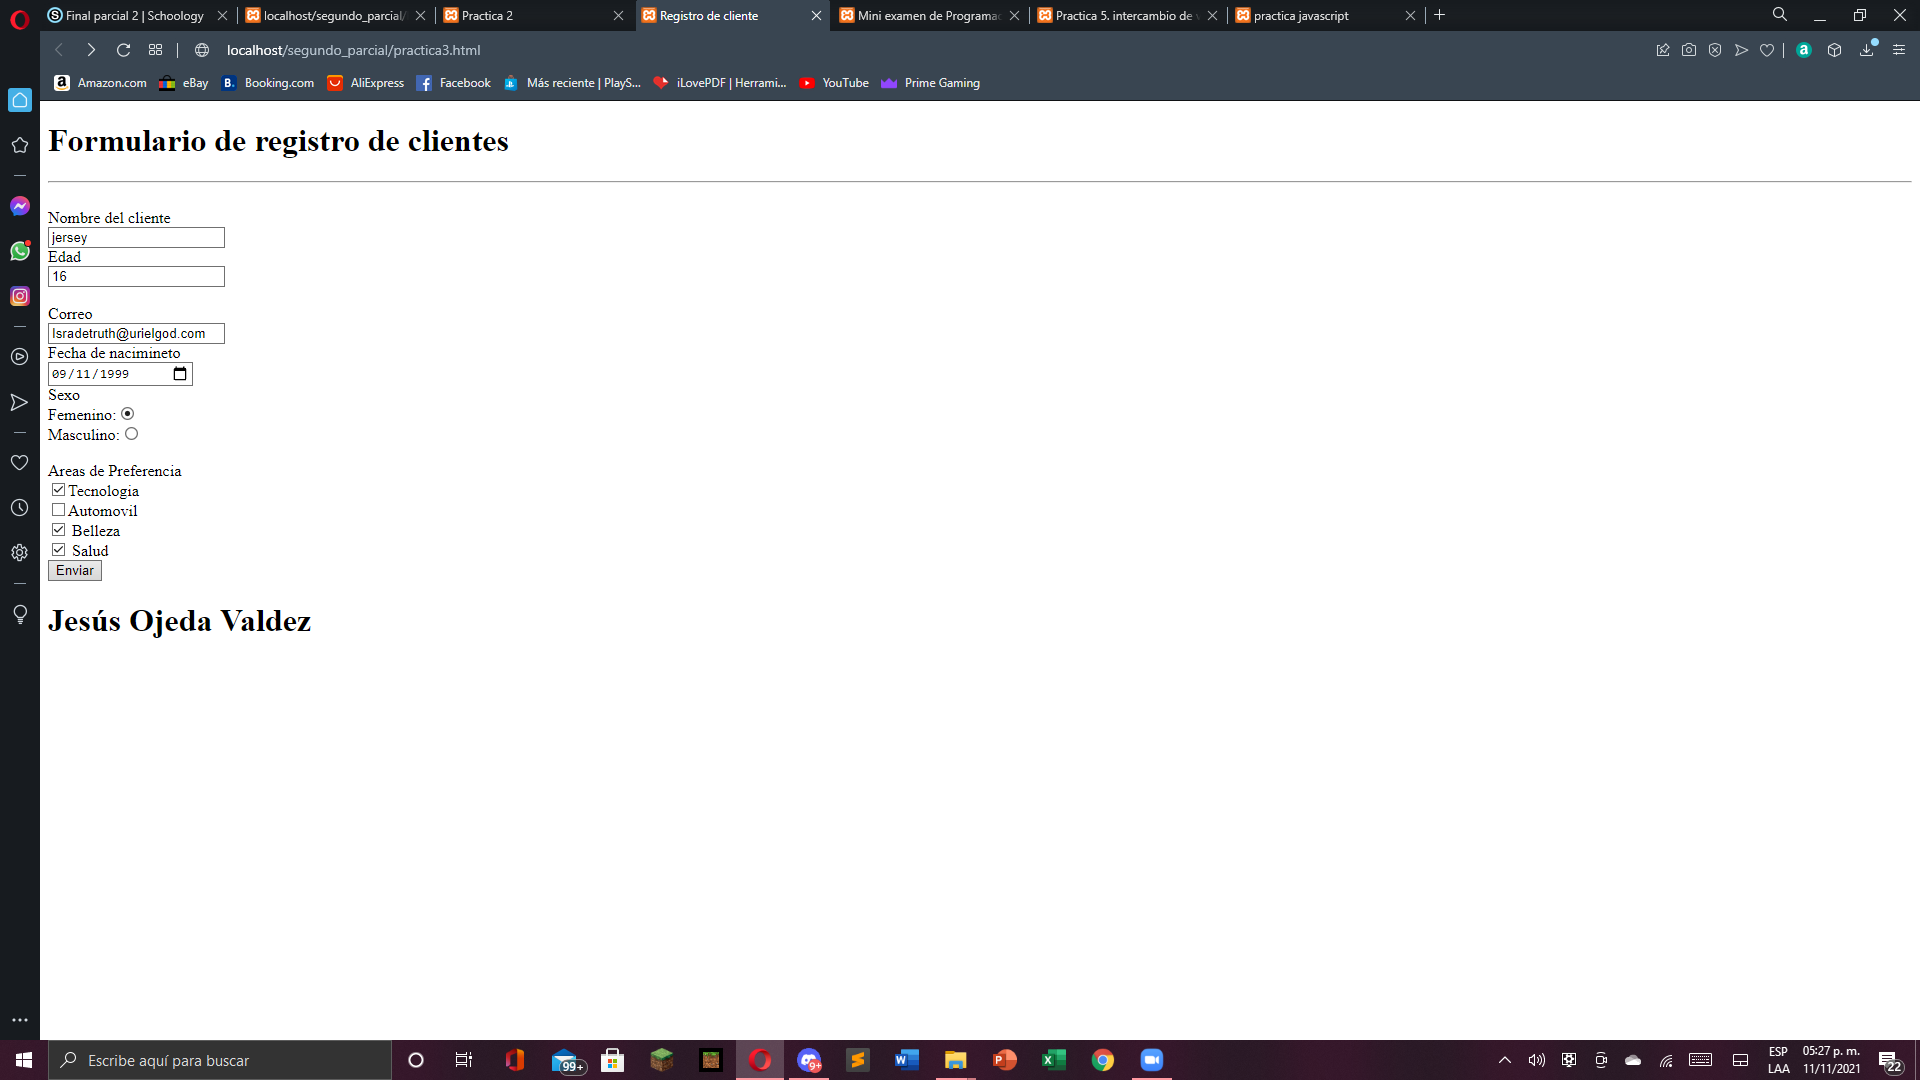 Final parcial 2 | Schoology
localhost/segundo_parcial/
Practica 2
Registro de cliente
Mini examen de Programac
Practica 5. intercambio de v
practica javascript
localhost/segundo_parcial/practica3.html
Amazon.com
eBay
Booking.com
AliExpress
Facebook
Más reciente | PlayS...
iLovePDF | Herrami...
YouTube
Prime Gaming
Formulario de registro de clientes
Nombre del cliente
jersey
Edad
16
Correo
Isradetruth@urielgod.com
Fecha de nacimineto
09/11/1999
Sexo
Femenino:
Masculino:
Areas de Preferencia
Tecnologia
Automovil
Belleza
Salud
Enviar
Jesús Ojeda Valdez
Escribe aquí para buscar
99+
9+
ESP
LAA
05:27 p. m.
11/11/2021
22